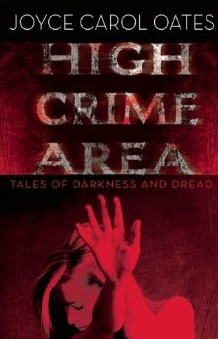 JOYCE CAROL OATES
HIGH
CRIME
AREA
TALES OF DARKNESS AND DREAD